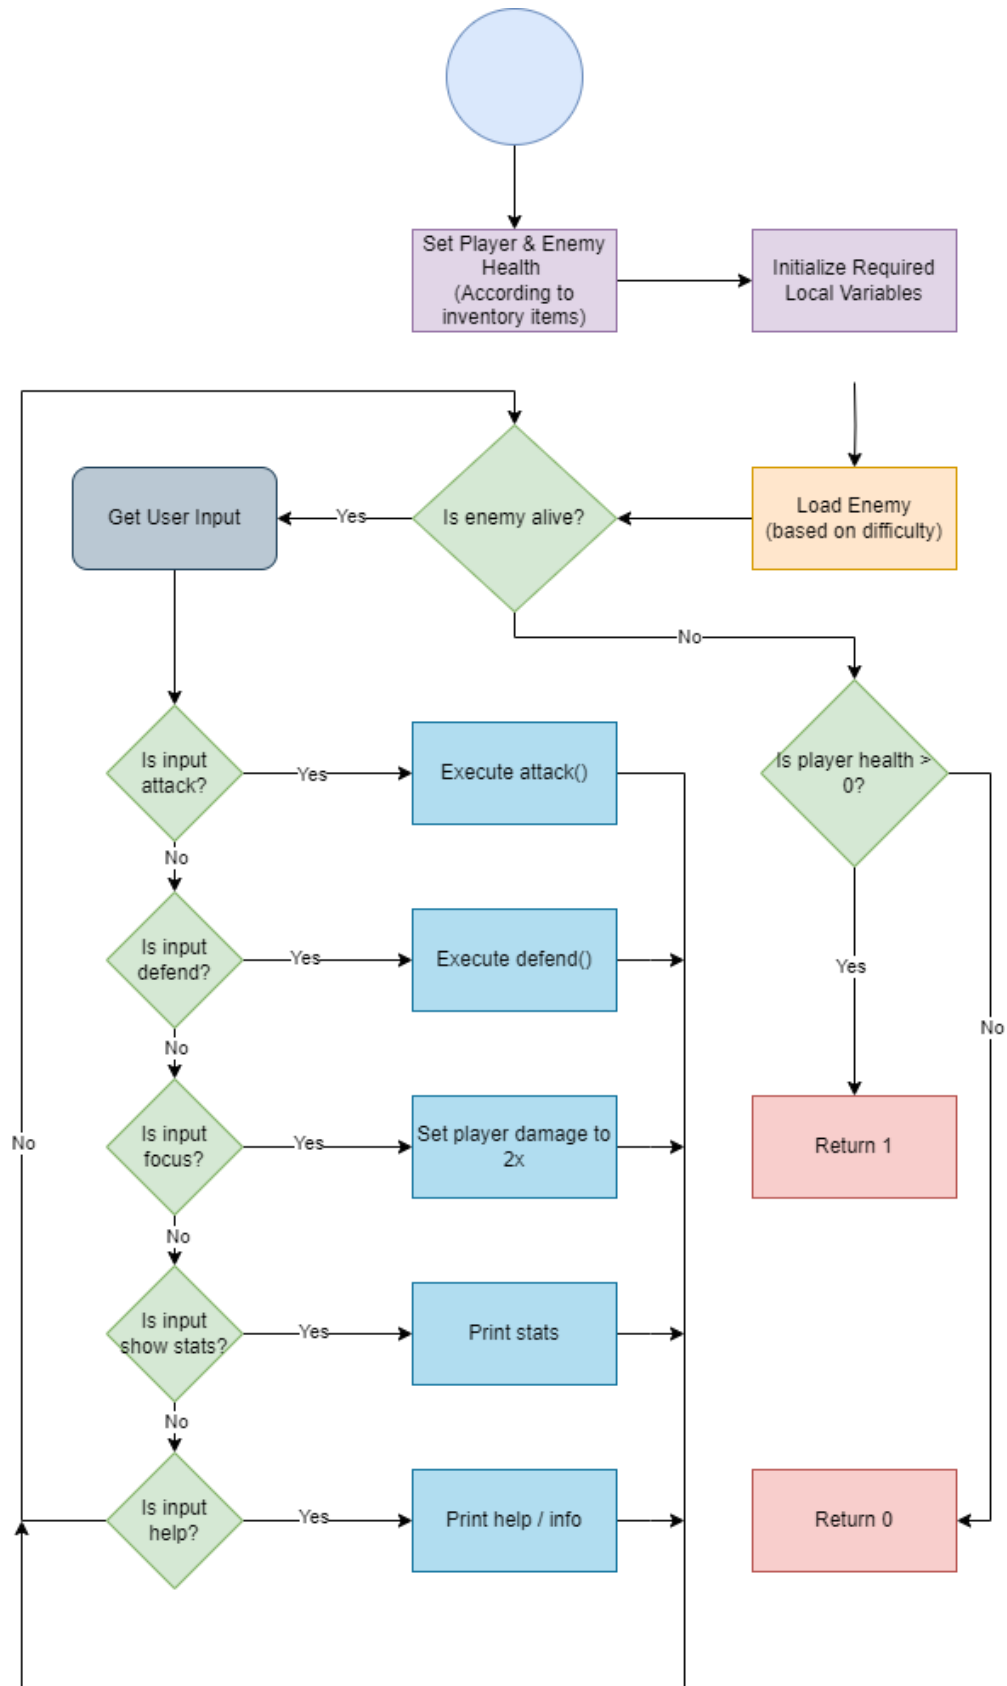 Set Player & Enemy
Health
(According to
inventory items)
Initialize Required
Local Variables
Get User Input
Yes
Is enemy alive?
Load Enemy
(based on difficulty)
No
Is input
attack?
Yes
Execute attack()
Is player health >
0?
No
Is input
defend?
Yes
Execute defend()
Yes
No
No
Is input
focus?
Yes
Set player damage to
2x
Return 1
No
No
Is input
show stats?
Yes
Print stats
No
Is input
help?
Yes
Print help / info
Return 0